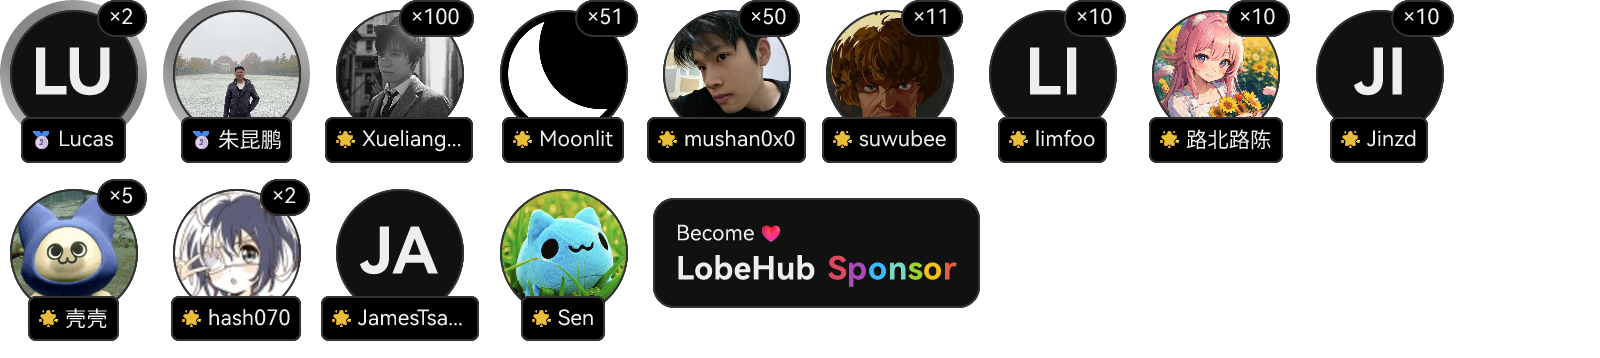 ×2
LU
Lucas
朱昆鹏
×100
Xueliang...
×51
Moonlit
×50
mushan0x0
×11
suwubee
×10
LI
limfoo
×10
路北路陈
×10
JI
Jinzd
×5
壳壳
×2
hash070
JA
JamesTsa...
Sen
Become
LobeHub Sponsor